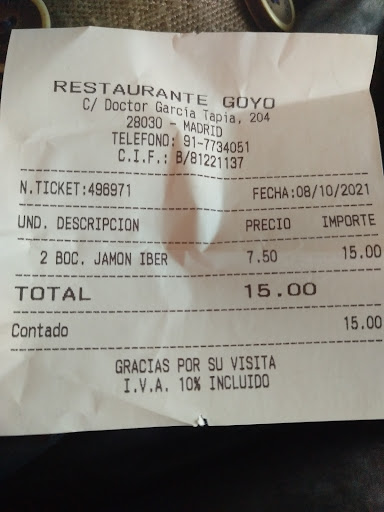 RESTAURANTE GOYO
C/ Doctor García Tapia, 204
28030 - MADRID
TELEFONO: 91-7734051
C.I.F.: B/81221137
N.TICKET:496971 FECHA:08/10/2021
UND. DESCRIPCION PRECIO IMPORTE
2 BOC. JAMON IBER 7.50 15.00
TOTAL 15.00
Contado 15.00
GRACIAS POR SU VISITA
I.V.A. 10% INCLUIDO